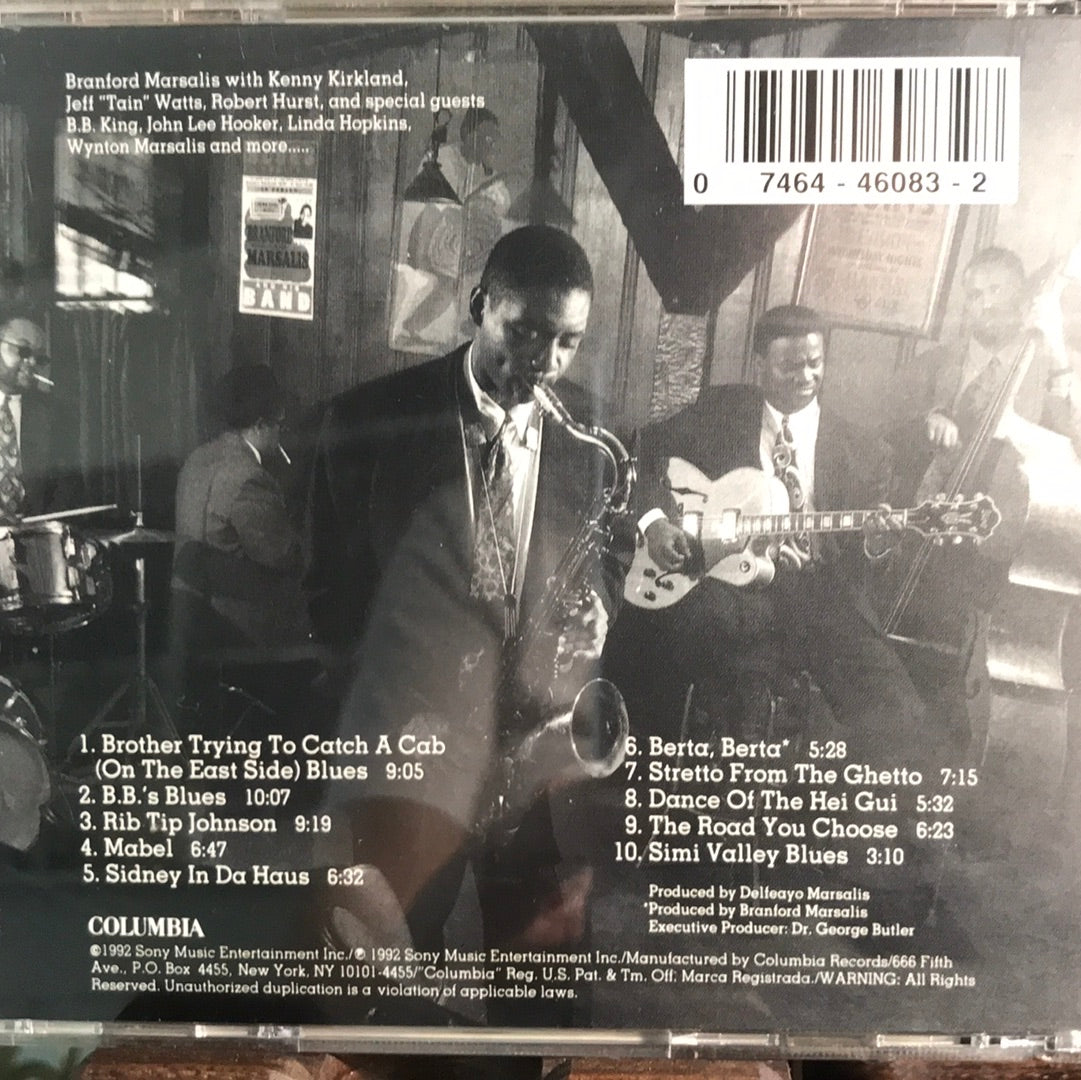 Branford Marsalis with Kenny Kirkland,
Jeff "Tain" Watts, Robert Hurst, and special guests
B.B. King, John Lee Hooker, Linda Hopkins,
Wynton Marsalis and more.....
0 7464 - 46083 - 2
BRANFORD
MARSALIS
BAND
1. Brother Trying To Catch A Cab
(On The East Side) Blues 9:05
2. B.B.'s Blues 10:07
3. Rib Tip Johnson 9:19
4. Mabel 6:47
5. Sidney In Da Haus 6:32
6. Berta, Berta* 5:28
7. Stretto From The Ghetto 7:15
8. Dance Of The Hei Gui 5:32
9. The Road You Choose 6:23
10. Simi Valley Blues 3:10
Produced by Delfeayo Marsalis
*Produced by Branford Marsalis
Executive Producer: Dr. George Butler
COLUMBIA
©1992 Sony Music Entertainment Inc./℗ 1992 Sony Music Entertainment Inc./Manufactured by Columbia Records/666 Fifth
Ave., P.O. Box 4455, New York, NY 10101-4455/"Columbia" Reg. U.S. Pat. & Tm. Off. Marca Registrada./WARNING: All Rights
Reserved. Unauthorized duplication is a violation of applicable laws.